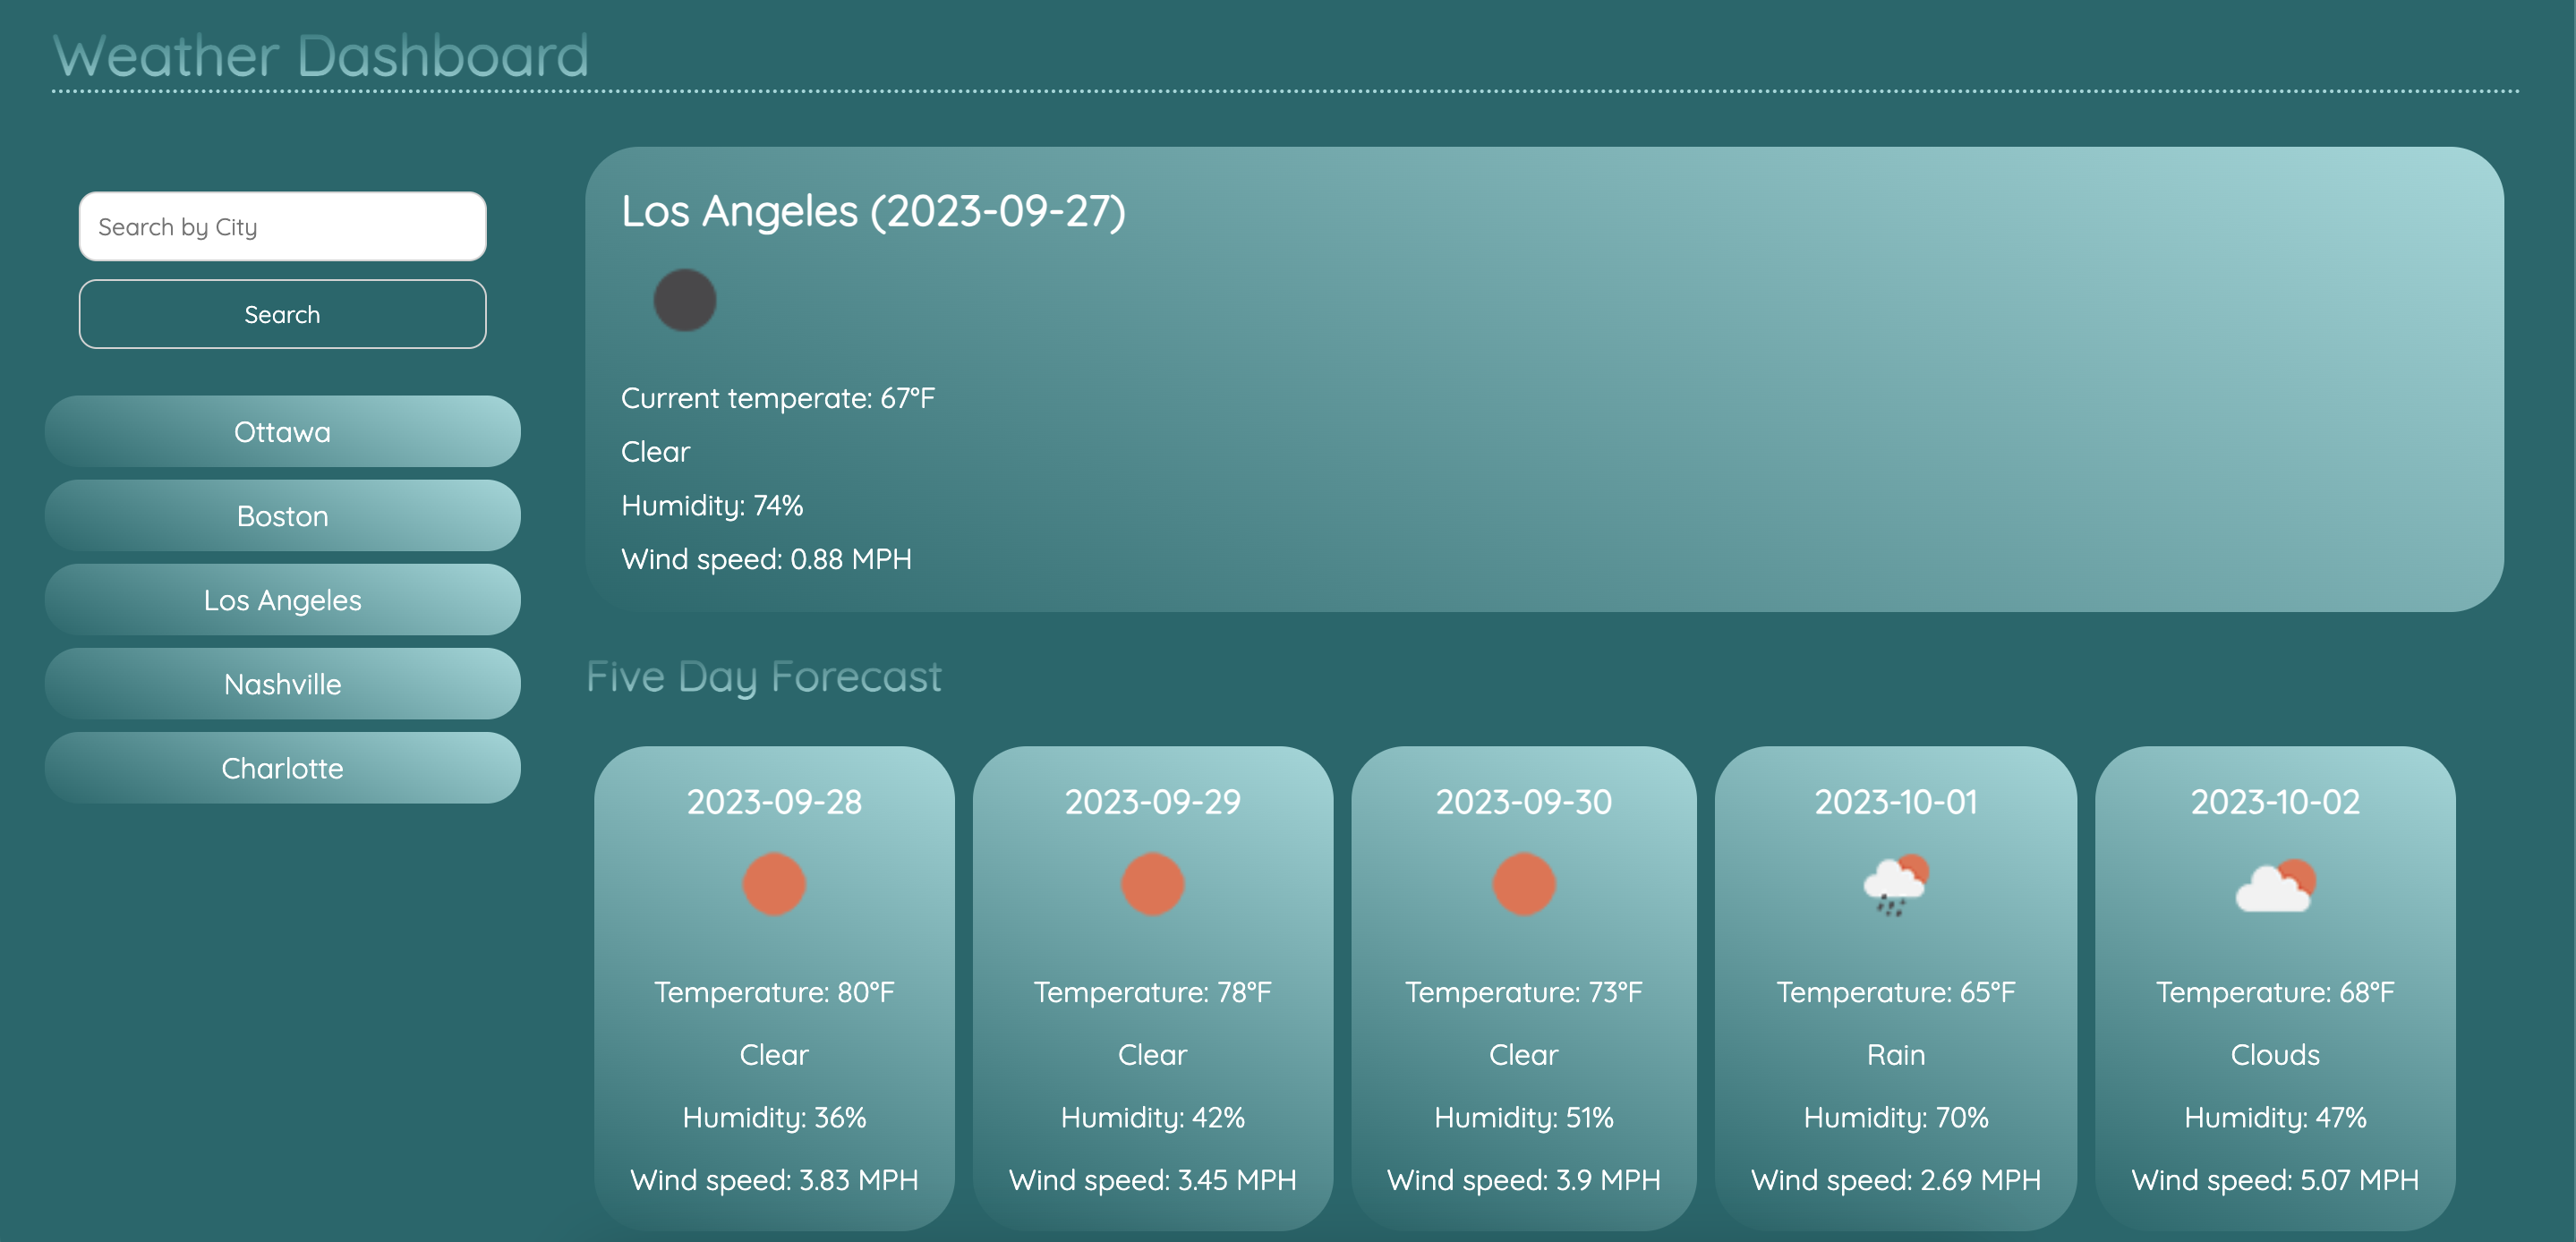 Weather Dashboard
Search by City
Search
Ottawa
Boston
Los Angeles
Nashville
Charlotte
Los Angeles (2023-09-27)
Current temperate: 67°F
Clear
Humidity: 74%
Wind speed: 0.88 MPH
Five Day Forecast
2023-09-28
Temperature: 80°F
Clear
Humidity: 36%
Wind speed: 3.83 MPH
2023-09-29
Temperature: 78°F
Clear
Humidity: 42%
Wind speed: 3.45 MPH
2023-09-30
Temperature: 73°F
Clear
Humidity: 51%
Wind speed: 3.9 MPH
2023-10-01
Temperature: 65°F
Rain
Humidity: 70%
Wind speed: 2.69 MPH
2023-10-02
Temperature: 68°F
Clouds
Humidity: 47%
Wind speed: 5.07 MPH